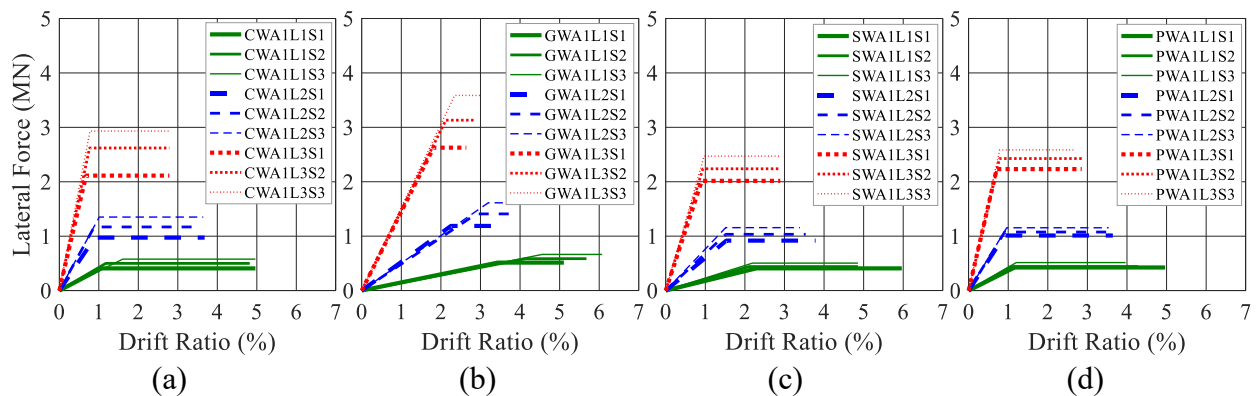 Lateral Force (MN)
5
4
3
2
1
0
0 1 2 3 4 5 6 7
Drift Ratio (%)
CWA1L1S1
CWA1L1S2
CWA1L1S3
CWA1L2S1
CWA1L2S2
CWA1L2S3
CWA1L3S1
CWA1L3S2
CWA1L3S3
(a)
5
4
3
2
1
0
0 1 2 3 4 5 6 7
Drift Ratio (%)
GWA1L1S1
GWA1L1S2
GWA1L1S3
GWA1L2S1
GWA1L2S2
GWA1L2S3
GWA1L3S1
GWA1L3S2
GWA1L3S3
(b)
5
4
3
2
1
0
0 1 2 3 4 5 6 7
Drift Ratio (%)
SWA1L1S1
SWA1L1S2
SWA1L1S3
SWA1L2S1
SWA1L2S2
SWA1L2S3
SWA1L3S1
SWA1L3S2
SWA1L3S3
(c)
5
4
3
2
1
0
0 1 2 3 4 5 6 7
Drift Ratio (%)
PWA1L1S1
PWA1L1S2
PWA1L1S3
PWA1L2S1
PWA1L2S2
PWA1L2S3
PWA1L3S1
PWA1L3S2
PWA1L3S3
(d)